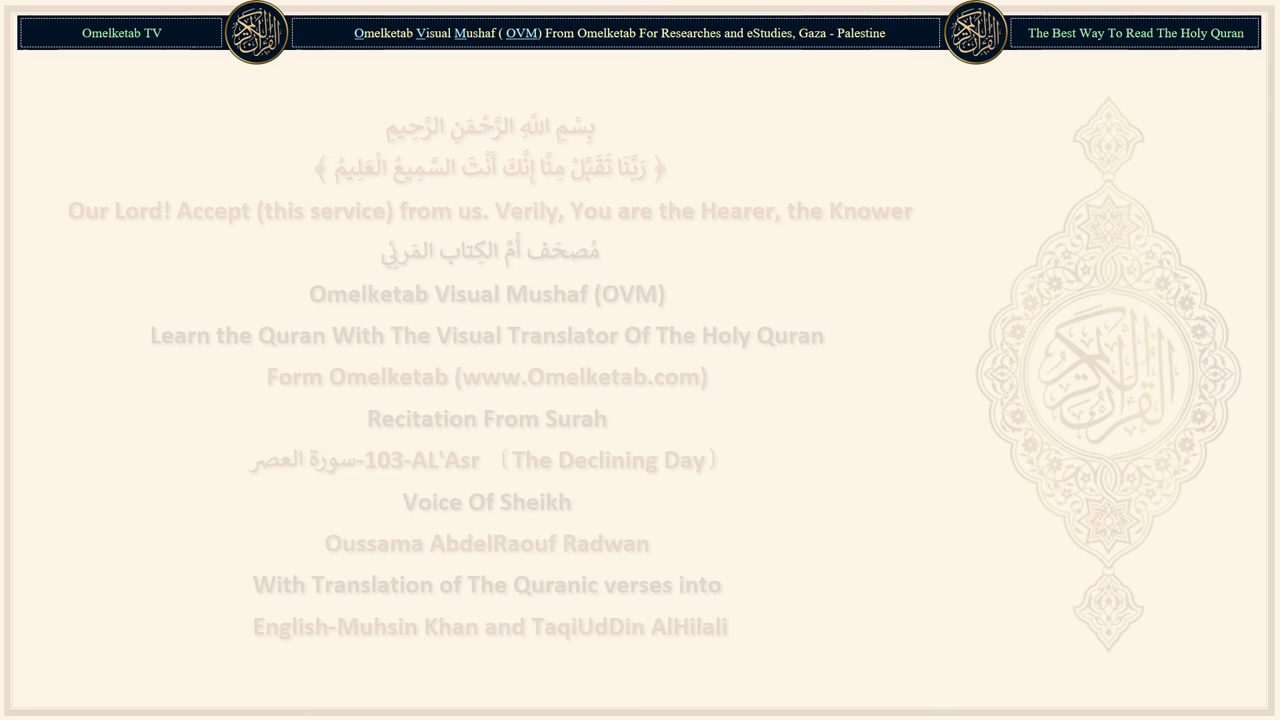 Omelketab TV
Omelketab Visual Mushaf ( OVM) From Omelketab For Researches and eStudies, Gaza - Palestine
The Best Way To Read The Holy Quran
بِسْمِ اللَّهِ الرَّحْمَنِ الرَّحِيمِ
﴿ رَبَّنَا تَقَبَّلْ مِنَّا إِنَّكَ أَنْتَ السَّمِيعُ الْعَلِيمُ ﴾
Our Lord! Accept (this service) from us. Verily, You are the Hearer, the Knower
مُصحَف أُمِّ الكِتابِ المَرئِي
Omelketab Visual Mushaf (OVM)
Learn the Quran With The Visual Translator Of The Holy Quran
Form Omelketab (www.Omelketab.com)
Recitation From Surah
سورة العصر-103-AL'Asr （The Declining Day）
Voice Of Sheikh
Oussama AbdelRaouf Radwan
With Translation of The Quranic verses into
English-Muhsin Khan and TaqiUdDin AlHilali
القرآن الكريم